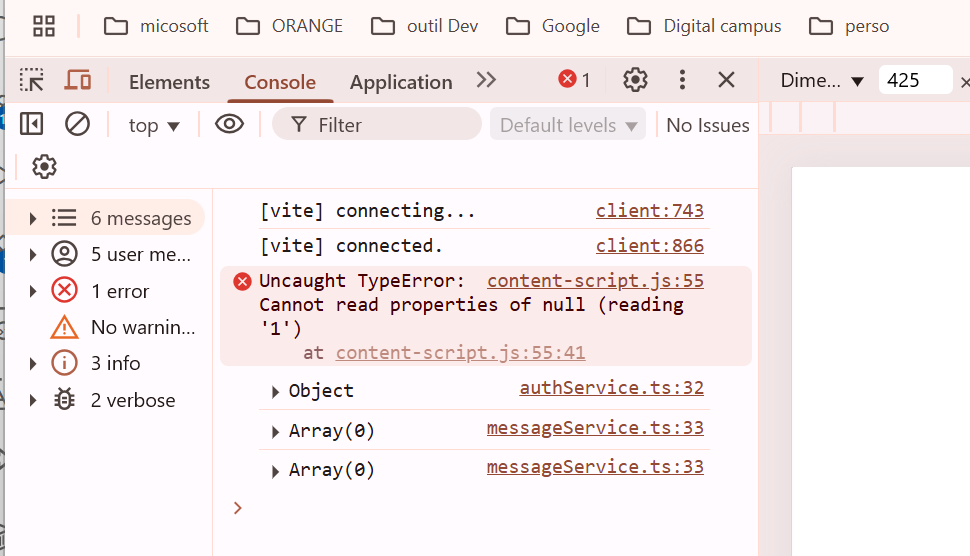 micosoft ORANGE outil Dev Google Digital campus perso
Elements Console Application 1 Dime... 425
top Filter Default levels No Issues
6 messages
5 user me...
1 error
No warnin...
3 info
2 verbose
[vite] connecting... client:743
[vite] connected. client:866
Uncaught TypeError: content-script.js:55
Cannot read properties of null (reading
'1')
at content-script.js:55:41
Object authService.ts:32
Array(0) messageService.ts:33
Array(0) messageService.ts:33